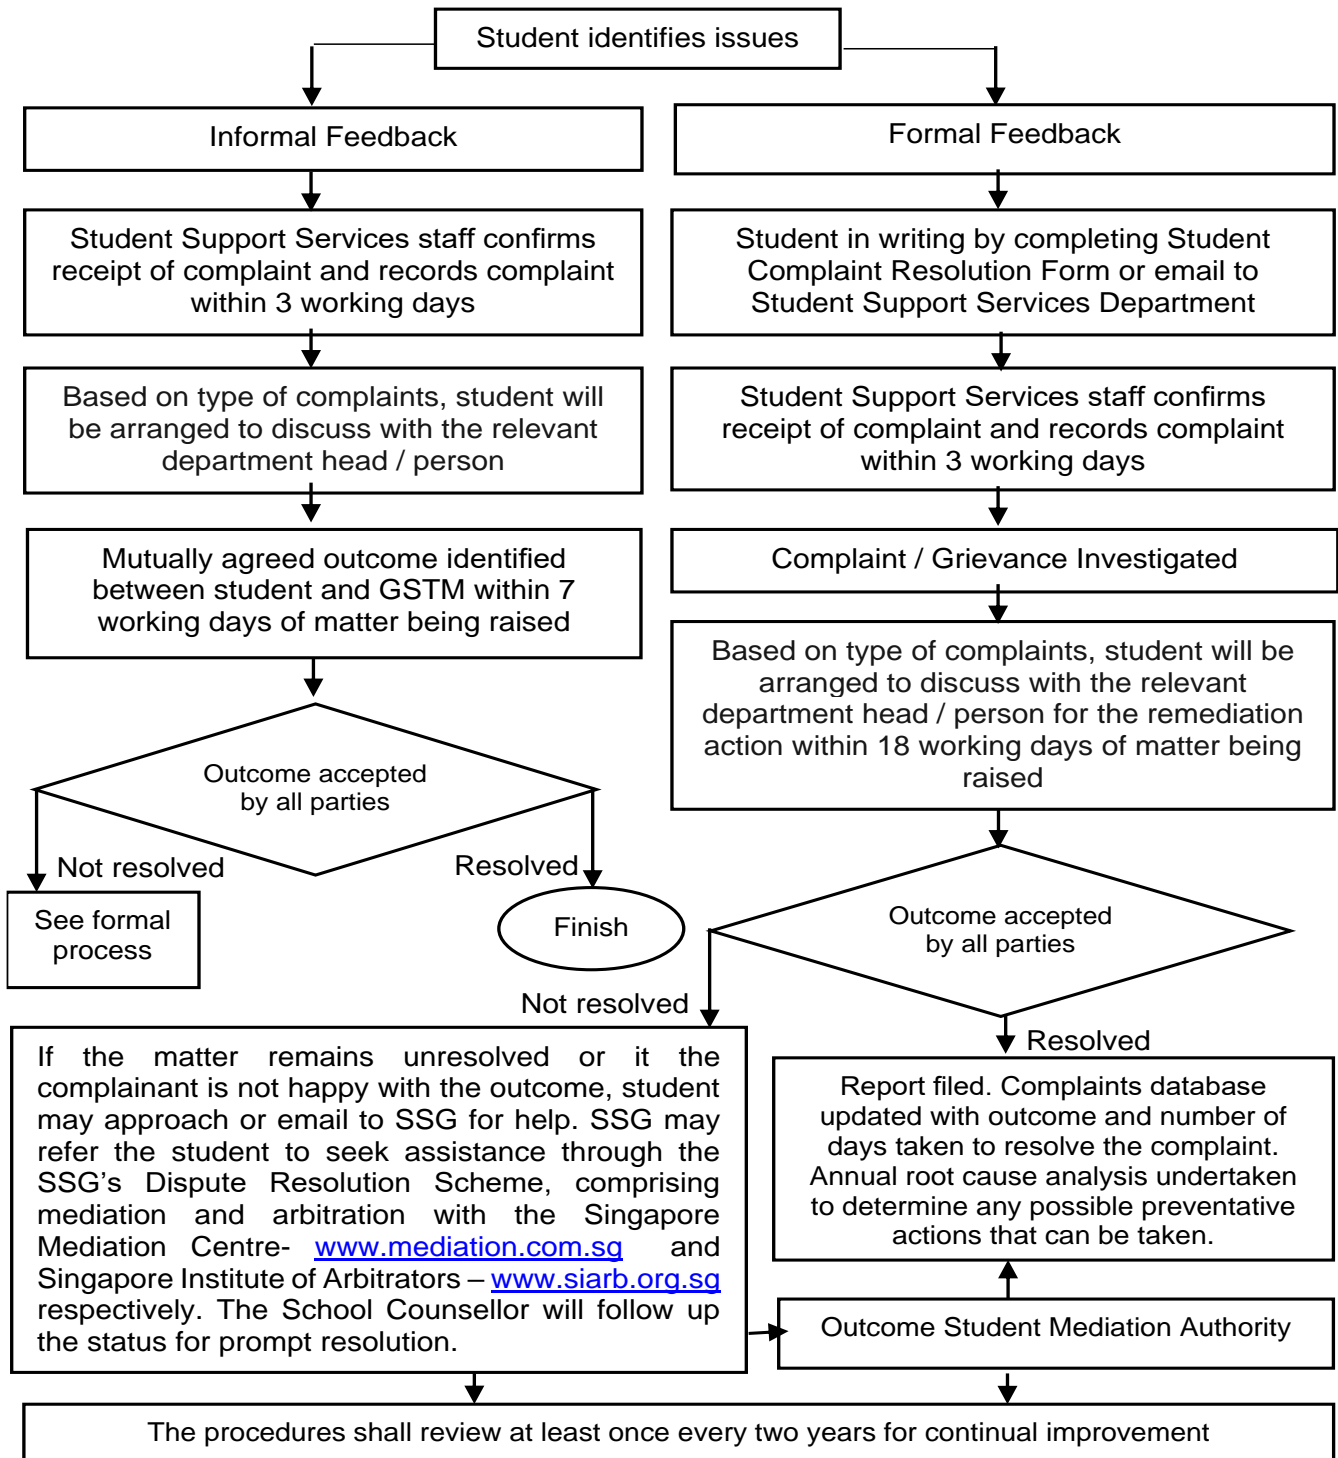 Student identifies issues
Informal Feedback
Formal Feedback
Student Support Services staff confirms
receipt of complaint and records complaint
within 3 working days
Student in writing by completing Student
Complaint Resolution Form or email to
Student Support Services Department
Based on type of complaints, student will
be arranged to discuss with the relevant
department head / person
Student Support Services staff confirms
receipt of complaint and records complaint
within 3 working days
Mutually agreed outcome identified
between student and GSTM within 7
working days of matter being raised
Complaint / Grievance Investigated
Based on type of complaints, student will be
arranged to discuss with the relevant
department head / person for the remediation
action within 18 working days of matter being
raised
Outcome accepted
by all parties
Not resolved
Resolved
See formal
process
Finish
Outcome accepted
by all parties
Not resolved
Resolved
If the matter remains unresolved or it the
complainant is not happy with the outcome, student
may approach or email to SSG for help. SSG may
refer the student to seek assistance through the
SSG's Dispute Resolution Scheme, comprising
mediation and arbitration with the Singapore
Mediation Centre- www.mediation.com.sg and
Singapore Institute of Arbitrators – www.siarb.org.sg
respectively. The School Counsellor will follow up
the status for prompt resolution.
Report filed. Complaints database
updated with outcome and number of
days taken to resolve the complaint.
Annual root cause analysis undertaken
to determine any possible preventative
actions that can be taken.
Outcome Student Mediation Authority
The procedures shall review at least once every two years for continual improvement